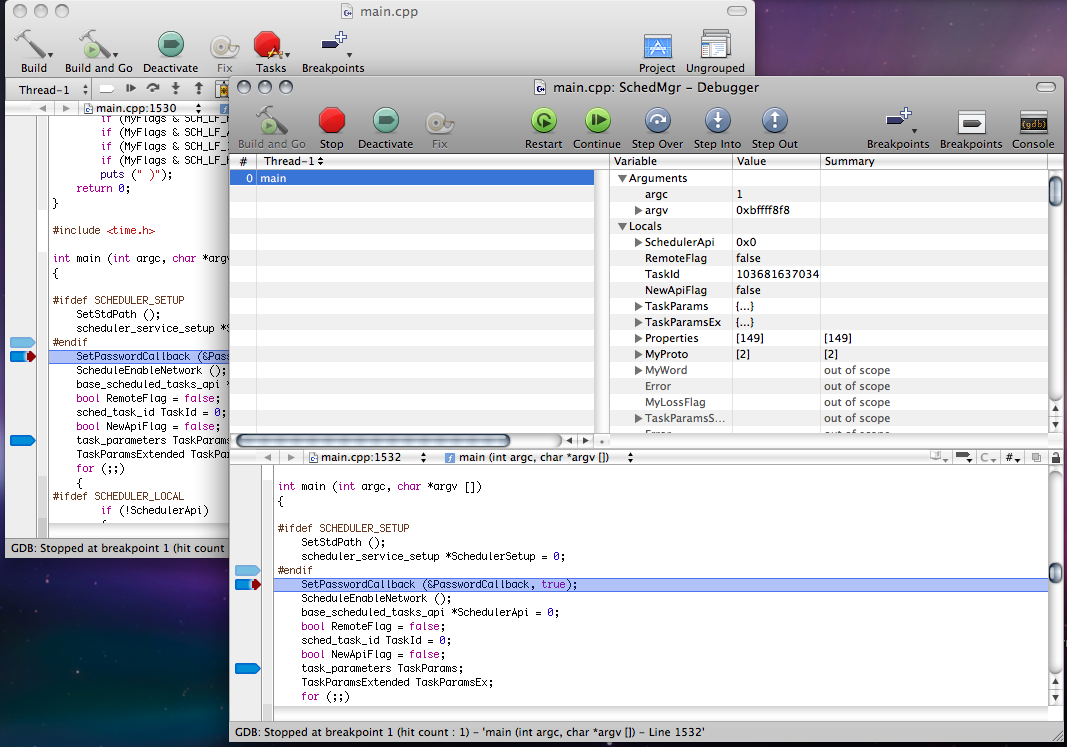 main.cpp
Build
Build and Go
Deactivate
Fix
Tasks
Breakpoints
Project
Ungrouped
Thread-1
main.cpp:1530
if (MyFlags & SCH_LF_
if (MyFlags & SCH_LF_
if (MyFlags & SCH_LF_
if (MyFlags & SCH_LF_
puts (" )");
return 0;
}
#include <time.h>
int main (int argc, char *argv
{
#ifdef SCHEDULER_SETUP
SetStdPath ();
scheduler_service_setup *S
#endif
SetPasswordCallback (&Pas
ScheduleEnableNetwork ();
base_scheduled_tasks_api *
bool RemoteFlag = false;
sched_task_id TaskId = 0;
bool NewApiFlag = false;
task_parameters TaskParams
TaskParamsExtended TaskPar
for (;;)
{
#ifdef SCHEDULER_LOCAL
if (!SchedulerApi)
GDB: Stopped at breakpoint 1 (hit count
main.cpp: SchedMgr – Debugger
Build and Go
Stop
Deactivate
Fix
Restart
Continue
Step Over
Step Into
Step Out
Breakpoints
Breakpoints
(gdb)
Console
# Thread-1
0 main
Variable Value Summary
Arguments
argc 1
argv 0xbffff8f8
Locals
SchedulerApi 0x0
RemoteFlag false
TaskId 103681637034
NewApiFlag false
TaskParams {...}
TaskParamsEx {...}
Properties [149] [149]
MyProto [2] [2]
MyWord out of scope
Error out of scope
MyLossFlag out of scope
TaskParamsS... out of scope
main.cpp:1532
main (int argc, char *argv [])
C
#
int main (int argc, char *argv [])
{
#ifdef SCHEDULER_SETUP
SetStdPath ();
scheduler_service_setup *SchedulerSetup = 0;
#endif
SetPasswordCallback (&PasswordCallback, true);
ScheduleEnableNetwork ();
base_scheduled_tasks_api *SchedulerApi = 0;
bool RemoteFlag = false;
sched_task_id TaskId = 0;
bool NewApiFlag = false;
task_parameters TaskParams;
TaskParamsExtended TaskParamsEx;
for (;;)
GDB: Stopped at breakpoint 1 (hit count : 1) - 'main (int argc, char *argv []) - Line 1532'